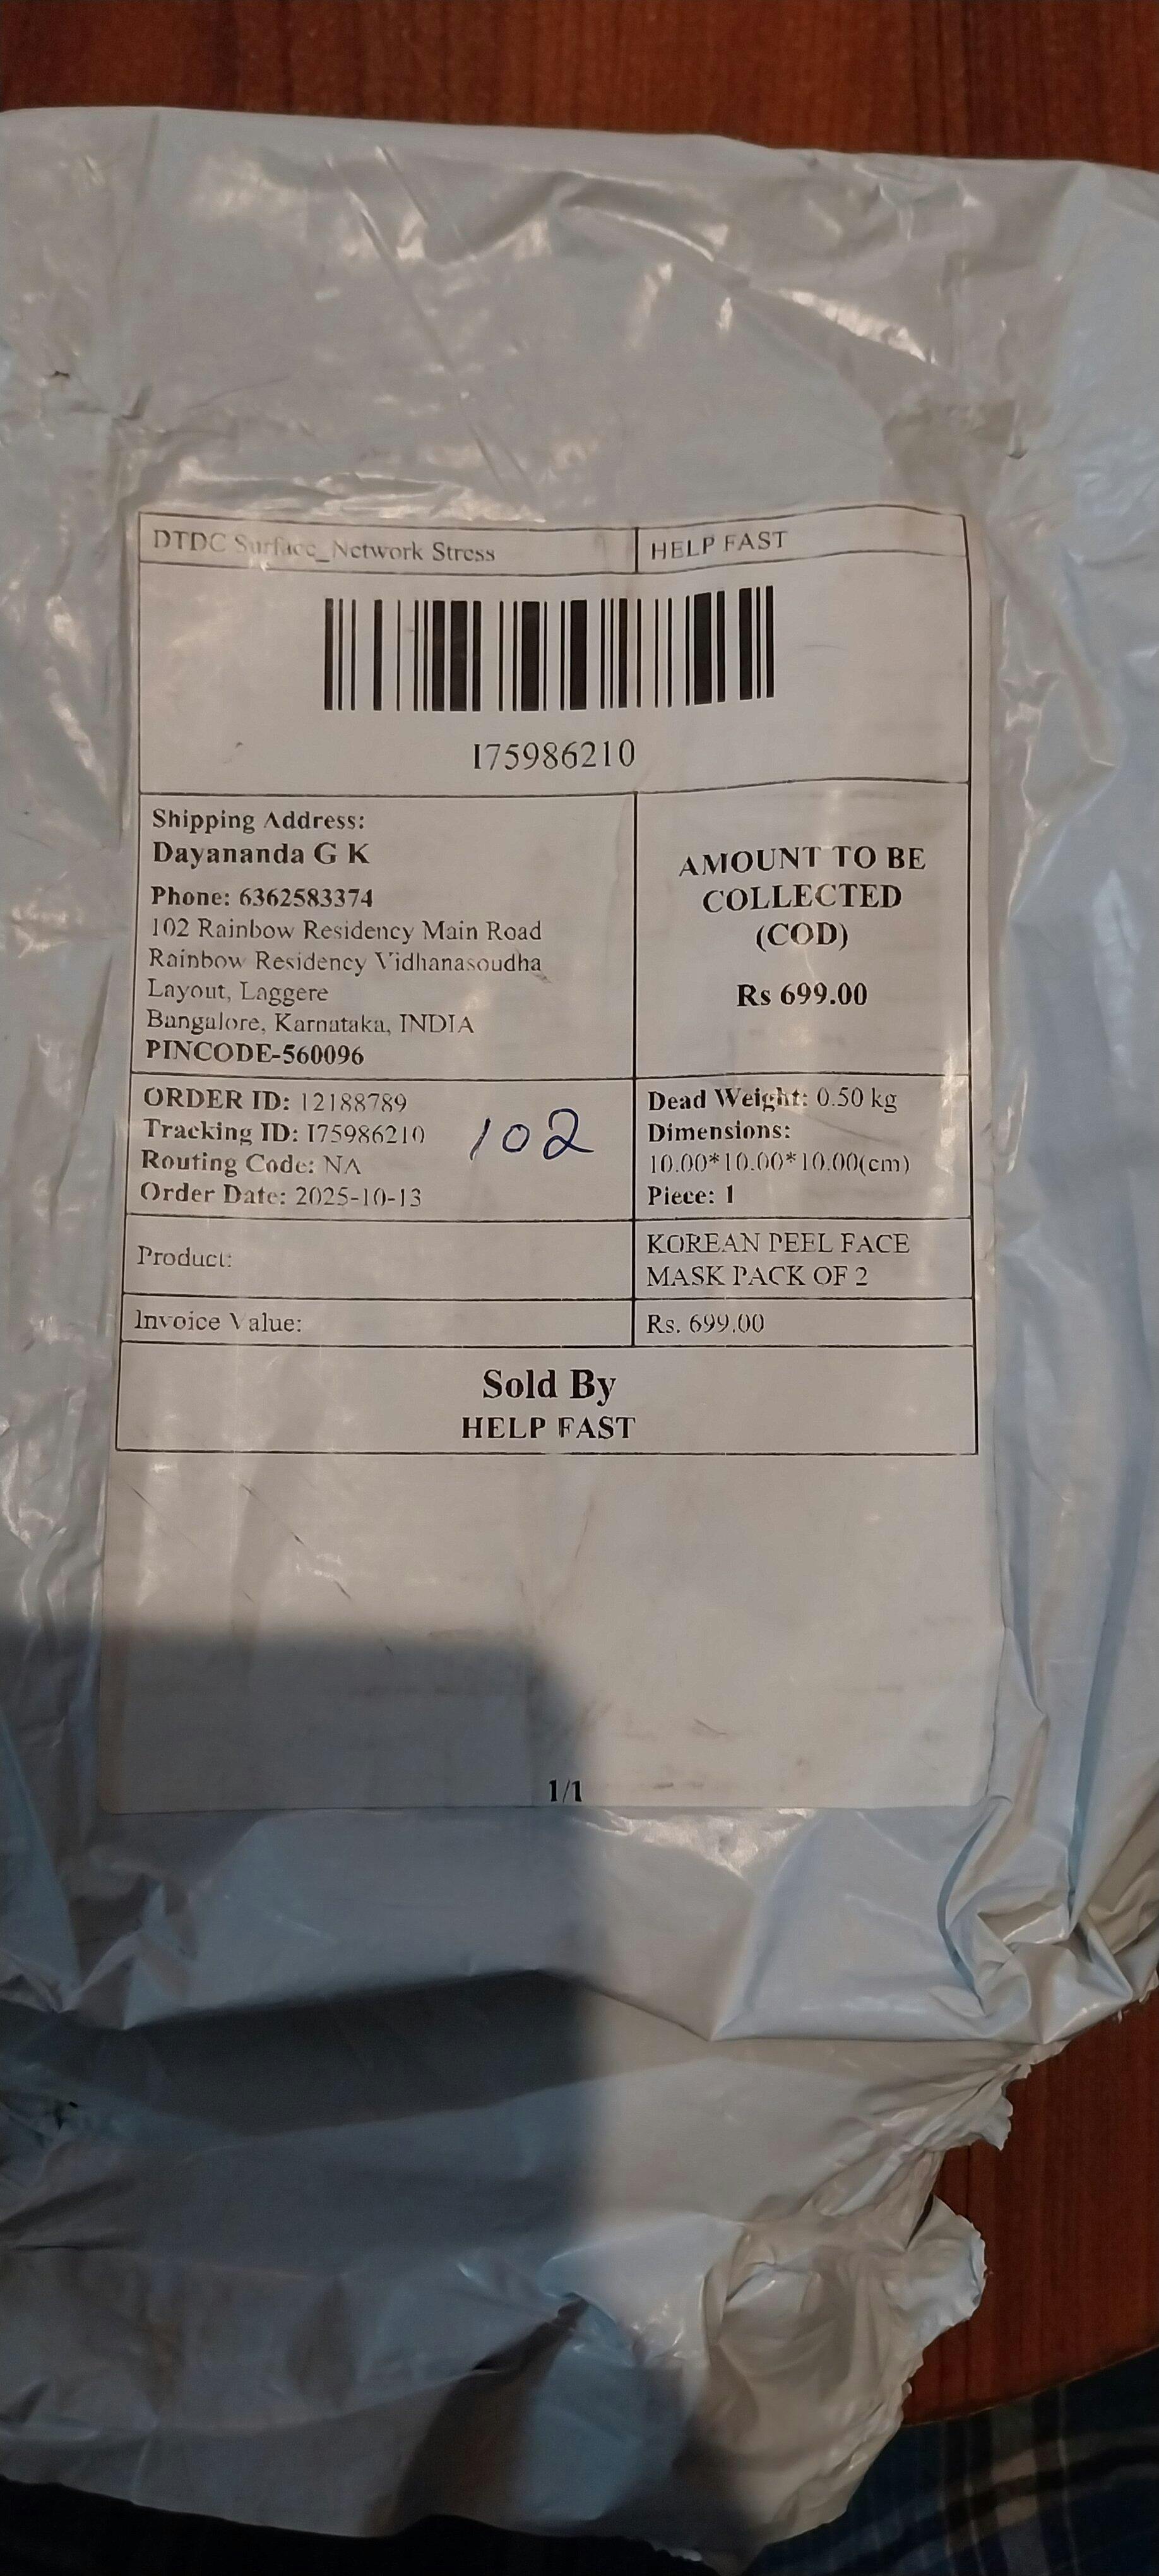 DTDC Surface_Network Stress
HELP FAST
I75986210
Shipping Address:
Dayananda G K
Phone: 6362583374
102 Rainbow Residency Main Road
Rainbow Residency Vidhanasoudha
Layout, Laggere
Bangalore, Karnataka, INDIA
PINCODE-560096
AMOUNT TO BE
COLLECTED
(COD)
Rs 699.00
ORDER ID: 12188789
Tracking ID: I75986210
Routing Code: NA
Order Date: 2025-10-13
102
Dead Weight: 0.50 kg
Dimensions:
10.00*10.00*10.00(cm)
Piece: 1
Product:
KOREAN PEEL FACE
MASK PACK OF 2
Invoice Value:
Rs. 699.00
Sold By
HELP FAST
1/1